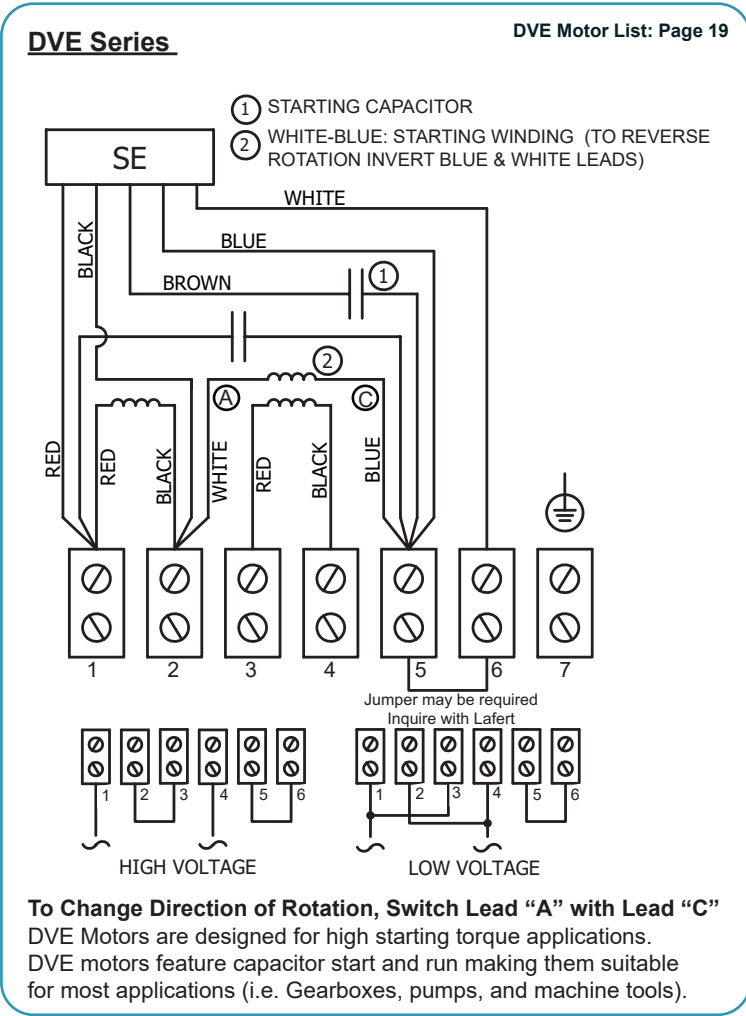 DVE Series
DVE Motor List: Page 19
1 STARTING CAPACITOR
2 WHITE-BLUE: STARTING WINDING (TO REVERSE
ROTATION INVERT BLUE & WHITE LEADS)
SE
WHITE
BLACK
BLUE
BROWN
1
2
A
C
RED
RED
BLACK
WHITE
RED
BLACK
BLUE
1 2 3 4 5 6 7
Jumper may be required
Inquire with Lafert
1 2 3 4 5 6
1 2 3 4 5 6
HIGH VOLTAGE
LOW VOLTAGE
To Change Direction of Rotation, Switch Lead “A” with Lead “C”
DVE Motors are designed for high starting torque applications.
DVE motors feature capacitor start and run making them suitable
for most applications (i.e. Gearboxes, pumps, and machine tools).